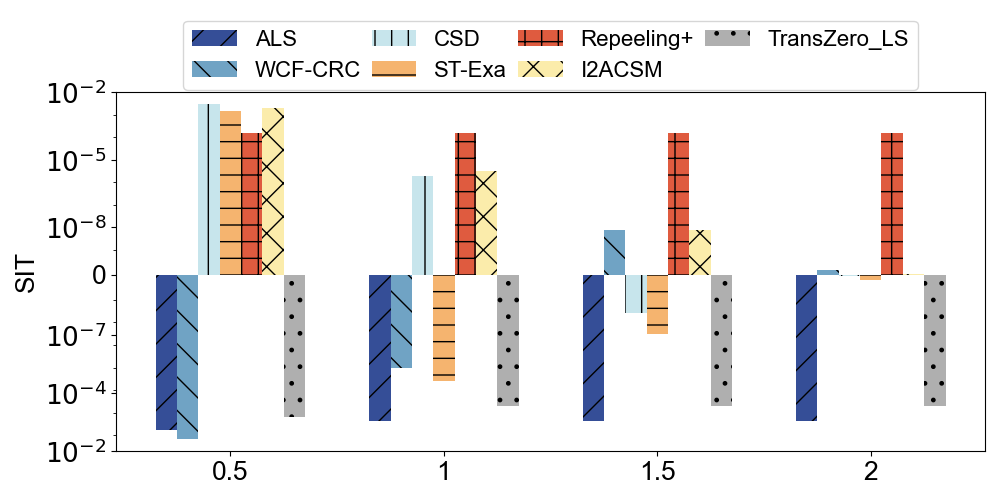 ALS CSD Repeeling+ TransZero_LS
WCF-CRC ST-Exa I2ACSM
10^-2
10^-5
10^-8
0
10^-7
10^-4
10^-2
SIT
0.5 1 1.5 2